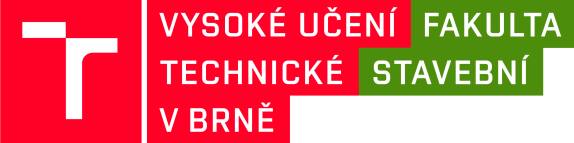 VYSOKÉ UČENÍ FAKULTA
TECHNICKÉ STAVEBNÍ
V BRNĚ